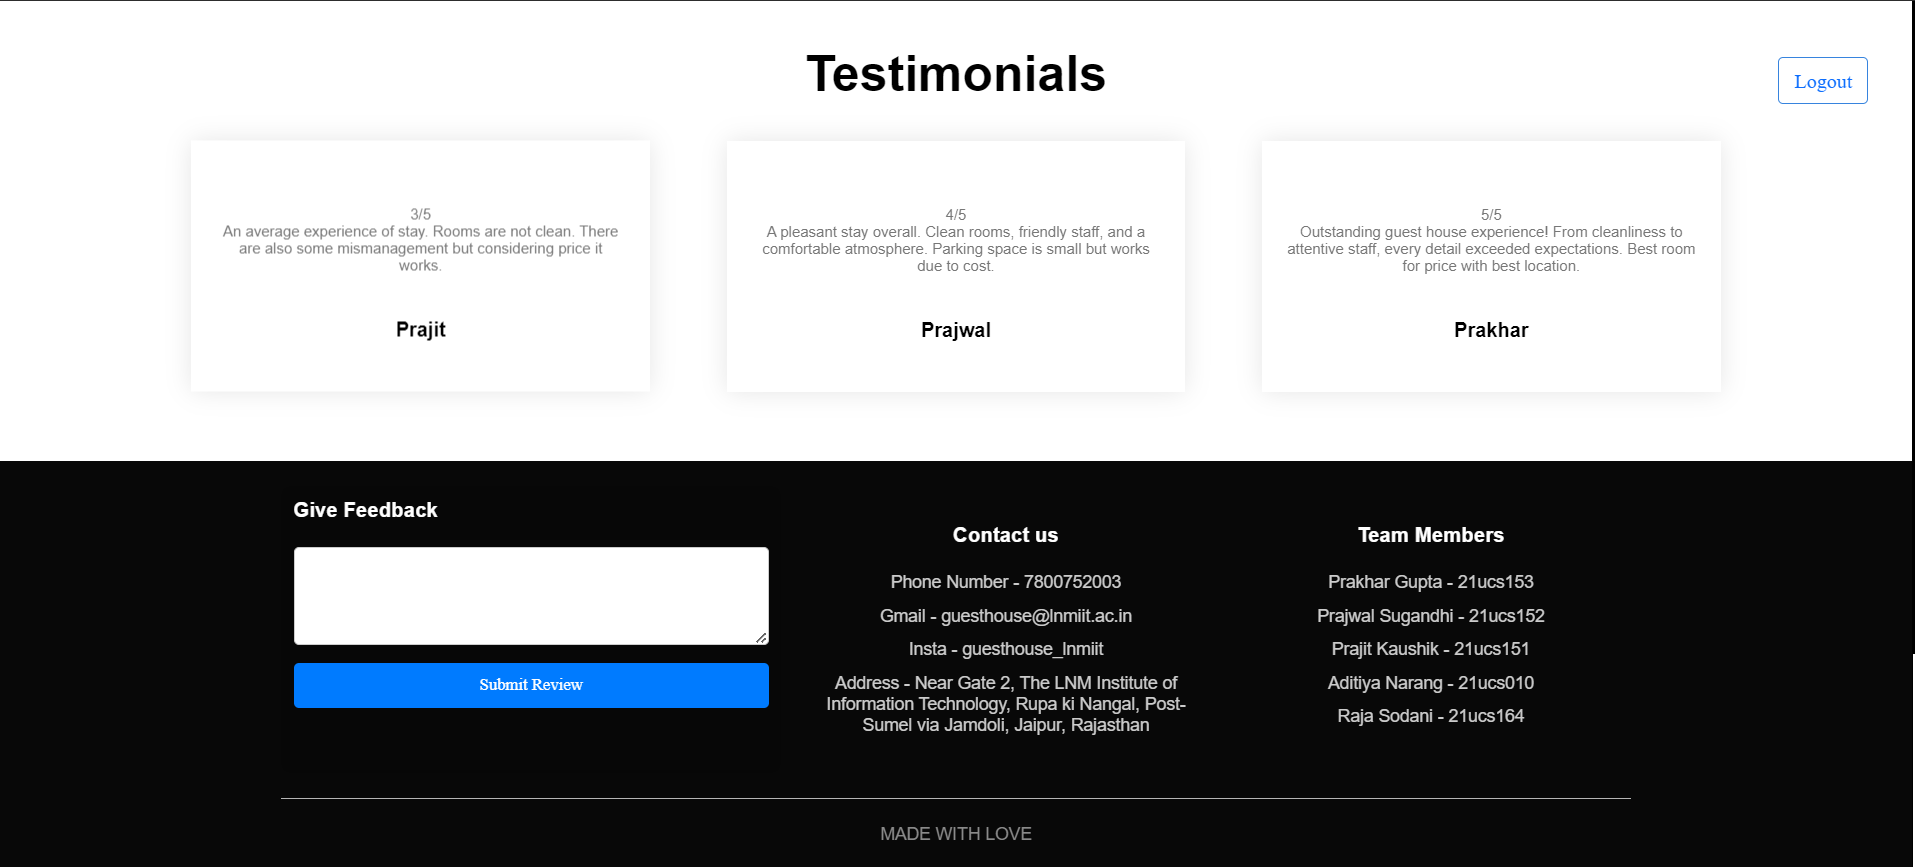 Testimonials
Logout
3/5
An average experience of stay. Rooms are not clean. There
are also some mismanagement but considering price it
works.
Prajit
4/5
A pleasant stay overall. Clean rooms, friendly staff, and a
comfortable atmosphere. Parking space is small but works
due to cost.
Prajwal
5/5
Outstanding guest house experience! From cleanliness to
attentive staff, every detail exceeded expectations. Best room
for price with best location.
Prakhar
Give Feedback
Submit Review
Contact us
Phone Number - 7800752003
Gmail - guesthouse@lnmiit.ac.in
Insta - guesthouse_lnmiit
Address - Near Gate 2, The LNM Institute of
Information Technology, Rupa ki Nangal, Post-
Sumel via Jamdoli, Jaipur, Rajasthan
Team Members
Prakhar Gupta - 21ucs153
Prajwal Sugandhi - 21ucs152
Prajit Kaushik - 21ucs151
Aditiya Narang - 21ucs010
Raja Sodani - 21ucs164
MADE WITH LOVE